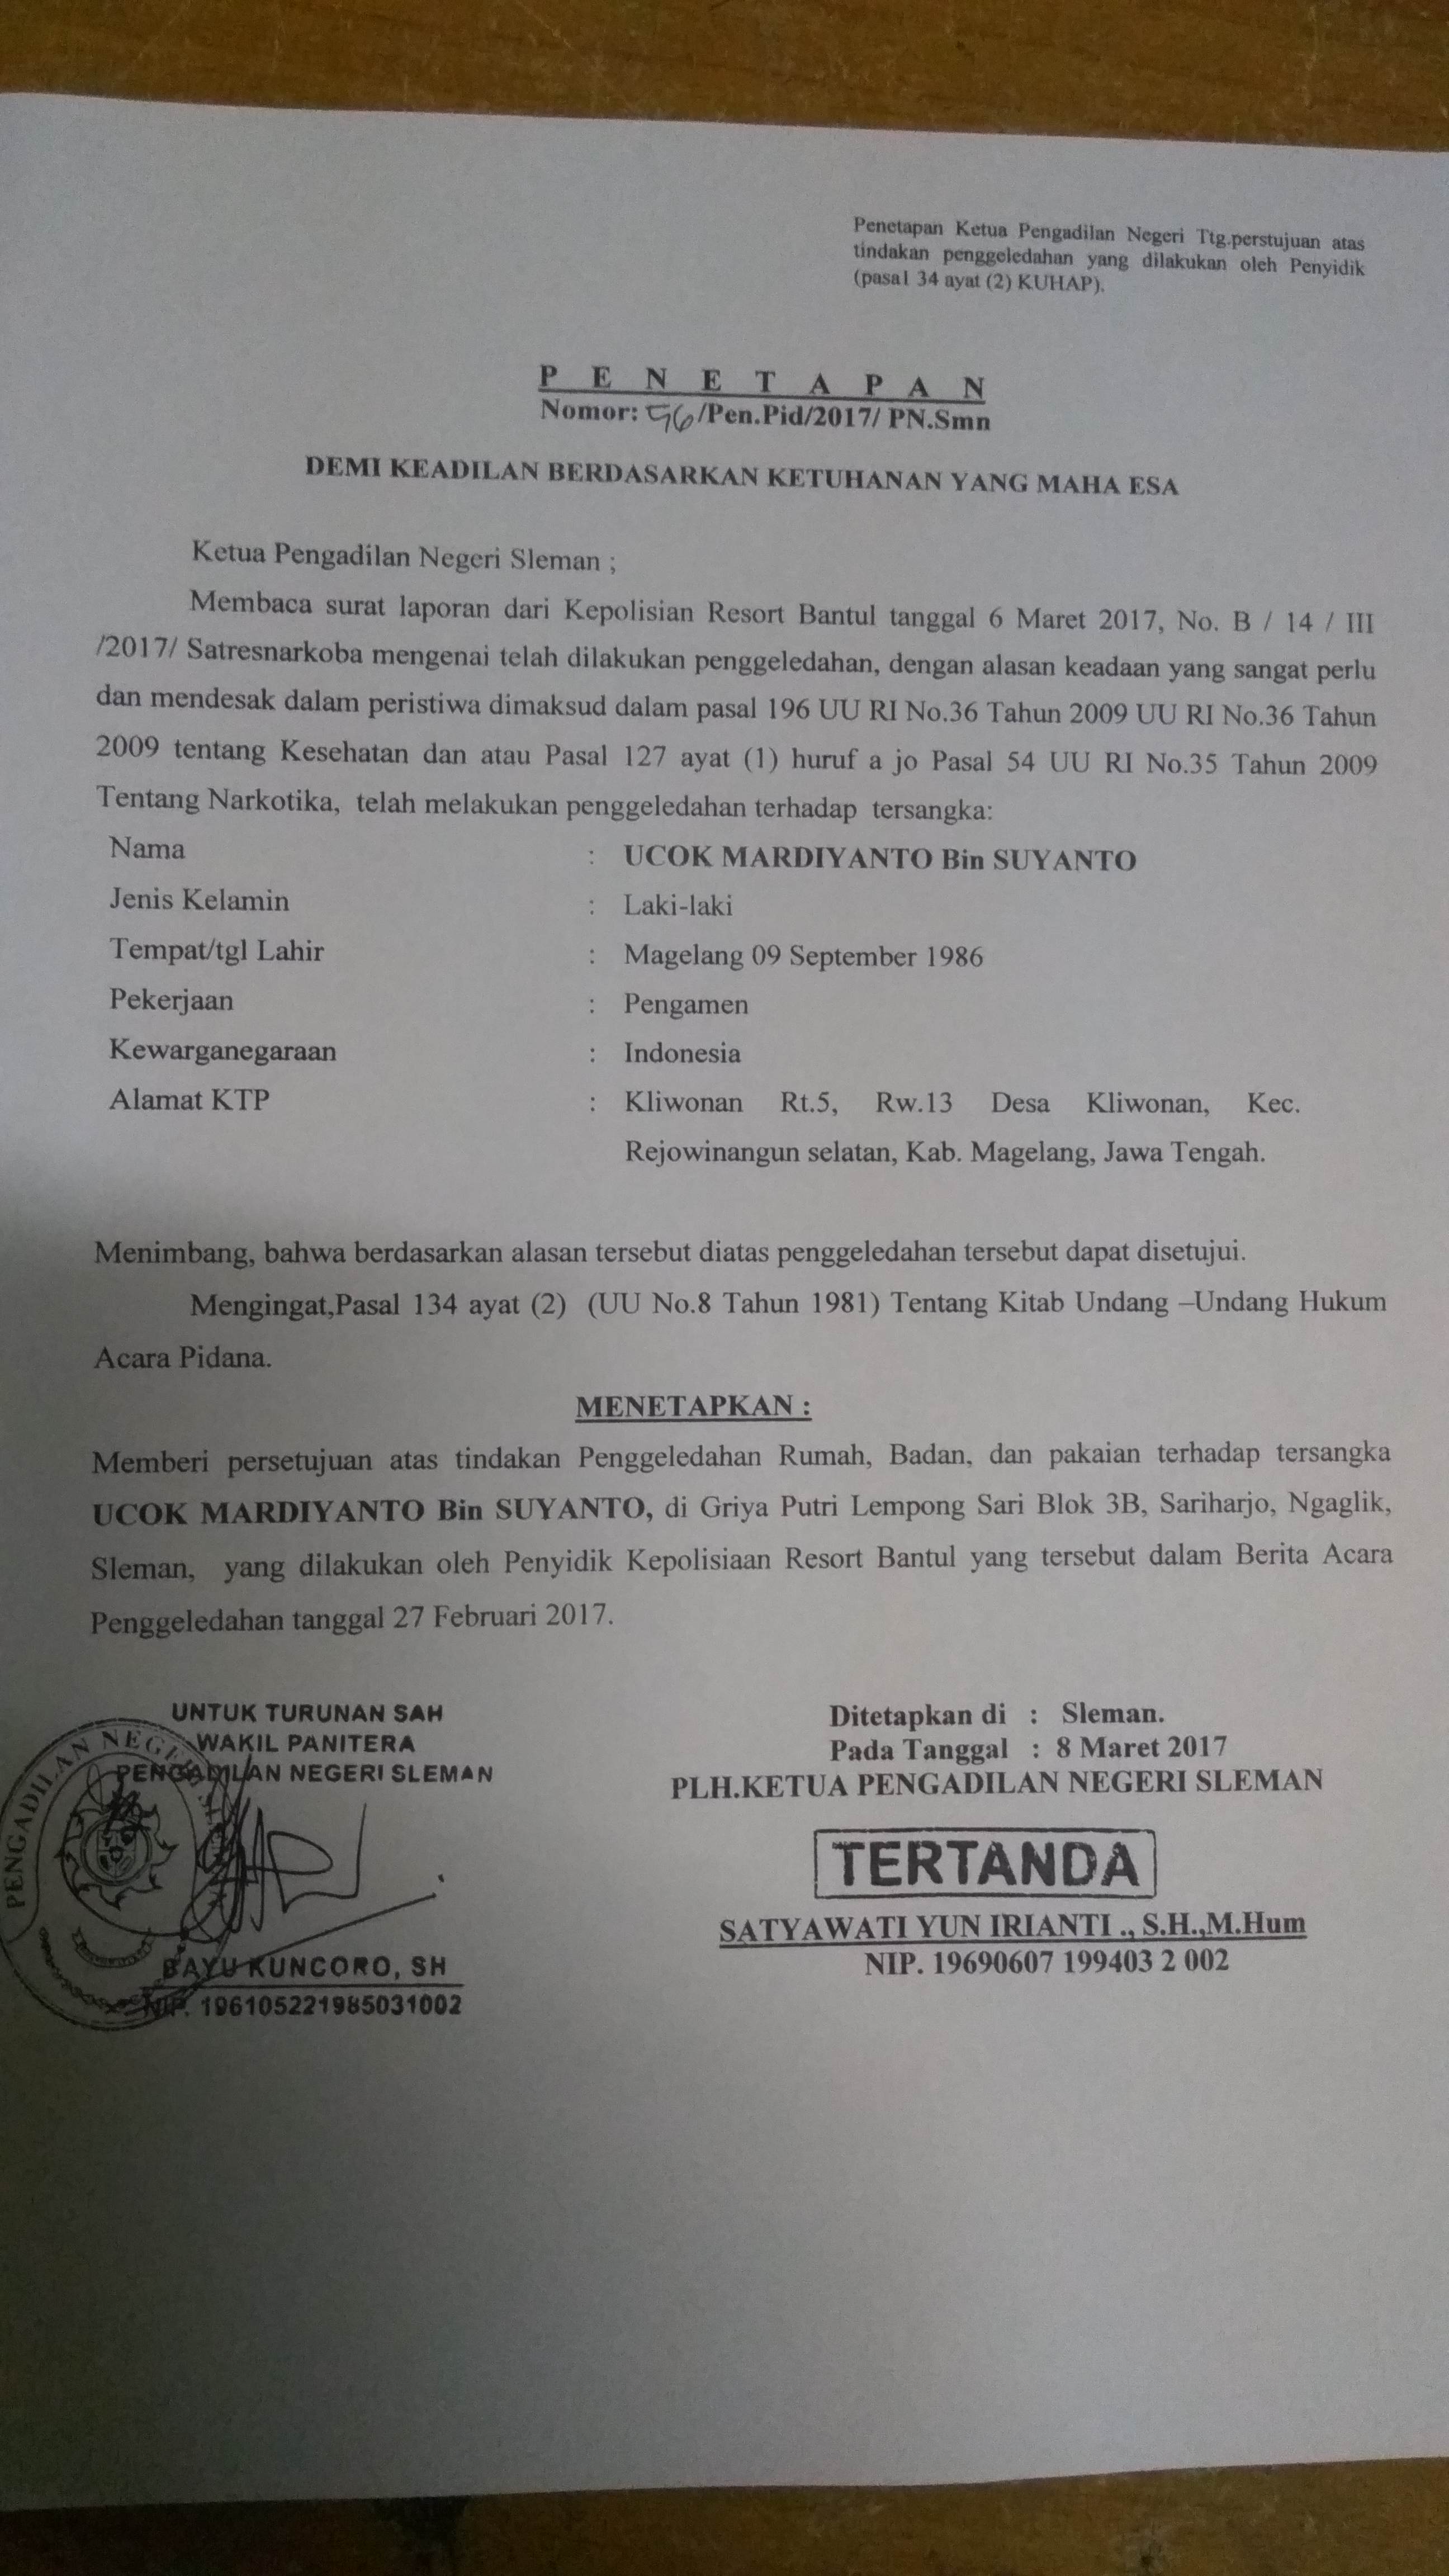 Penetapan Ketua Pengadilan Negeri Ttg.perstujuan atas
tindakan penggeledahan yang dilakukan oleh Penyidik
(pasal 34 ayat (2) KUHAP).
P E N E T A P A N
Nomor: 56/Pen.Pid/2017/ PN.Smn
DEMI KEADILAN BERDASARKAN KETUHANAN YANG MAHA ESA
Ketua Pengadilan Negeri Sleman ;
Membaca surat laporan dari Kepolisian Resort Bantul tanggal 6 Maret 2017, No. B / 14 / III
/2017/ Satresnarkoba mengenai telah dilakukan penggeledahan, dengan alasan keadaan yang sangat perlu
dan mendesak dalam peristiwa dimaksud dalam pasal 196 UU RI No.36 Tahun 2009 UU RI No.36 Tahun
2009 tentang Kesehatan dan atau Pasal 127 ayat (1) huruf a jo Pasal 54 UU RI No.35 Tahun 2009
Tentang Narkotika, telah melakukan penggeledahan terhadap tersangka:
Nama : UCOK MARDIYANTO Bin SUYANTO
Jenis Kelamin : Laki-laki
Tempat/tgl Lahir : Magelang 09 September 1986
Pekerjaan : Pengamen
Kewarganegaraan : Indonesia
Alamat KTP : Kliwonan Rt.5, Rw.13 Desa Kliwonan, Kec.
Rejowinangun selatan, Kab. Magelang, Jawa Tengah.
Menimbang, bahwa berdasarkan alasan tersebut diatas penggeledahan tersebut dapat disetujui.
Mengingat,Pasal 134 ayat (2) (UU No.8 Tahun 1981) Tentang Kitab Undang –Undang Hukum
Acara Pidana.
MENETAPKAN :
Memberi persetujuan atas tindakan Penggeledahan Rumah, Badan, dan pakaian terhadap tersangka
UCOK MARDIYANTO Bin SUYANTO, di Griya Putri Lempong Sari Blok 3B, Sariharjo, Ngaglik,
Sleman, yang dilakukan oleh Penyidik Kepolisiaan Resort Bantul yang tersebut dalam Berita Acara
Penggeledahan tanggal 27 Februari 2017.
UNTUK TURUNAN SAH
WAKIL PANITERA
PENGADILAN NEGERI SLEMAN
PENGADILAN NEGERI
BAYU KUNCORO, SH
NIP. 196105221985031002
Ditetapkan di : Sleman.
Pada Tanggal : 8 Maret 2017
PLH.KETUA PENGADILAN NEGERI SLEMAN
TERTANDA
SATYAWATI YUN IRIANTI ., S.H.,M.Hum
NIP. 19690607 199403 2 002